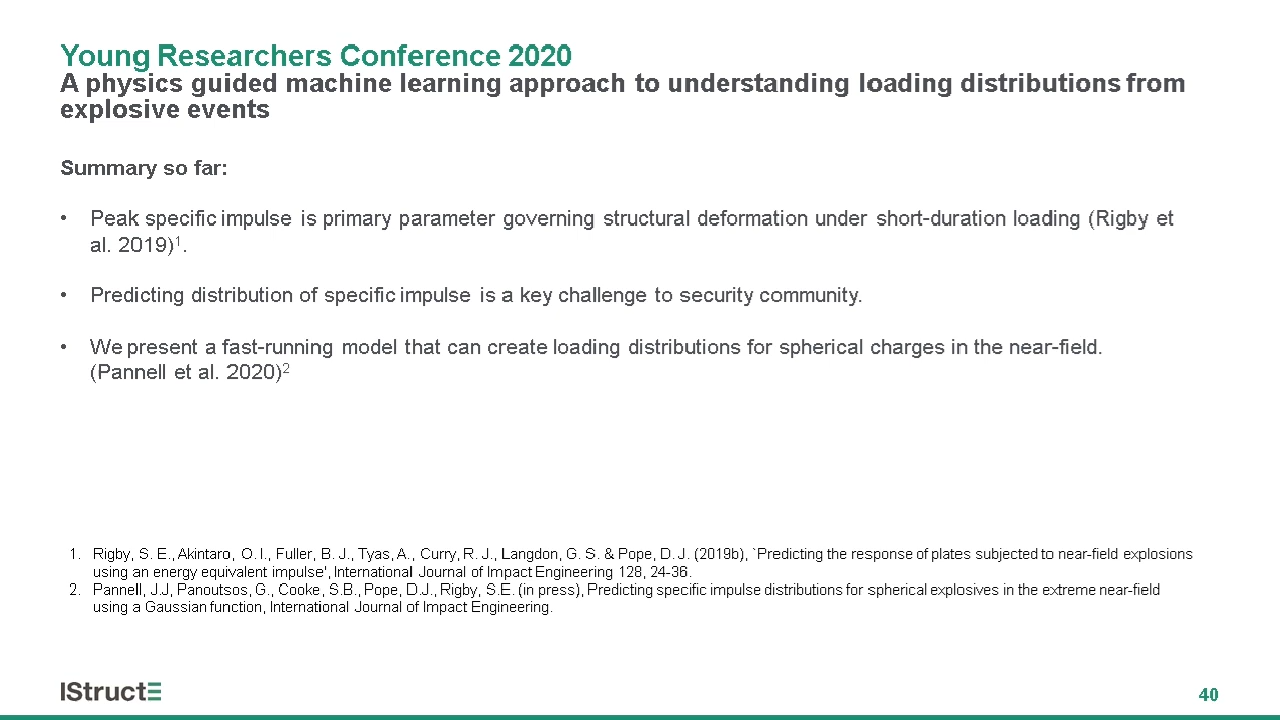 Young Researchers Conference 2020
A physics guided machine learning approach to understanding loading distributions from
explosive events
Summary so far:
• Peak specific impulse is primary parameter governing structural deformation under short-duration loading (Rigby et
al. 2019)¹.
• Predicting distribution of specific impulse is a key challenge to security community.
• We present a fast-running model that can create loading distributions for spherical charges in the near-field.
(Pannell et al. 2020)²
1. Rigby, S. E., Akintaro, O. I., Fuller, B. J., Tyas, A., Curry, R. J., Langdon, G. S. & Pope, D. J. (2019b), `Predicting the response of plates subjected to near-field explosions
using an energy equivalent impulse', International Journal of Impact Engineering 128, 24-36.
2. Pannell, J.J, Panoutsos, G., Cooke, S.B., Pope, D.J., Rigby, S.E. (in press), Predicting specific impulse distributions for spherical explosives in the extreme near-field
using a Gaussian function, International Journal of Impact Engineering.
IStructE
40